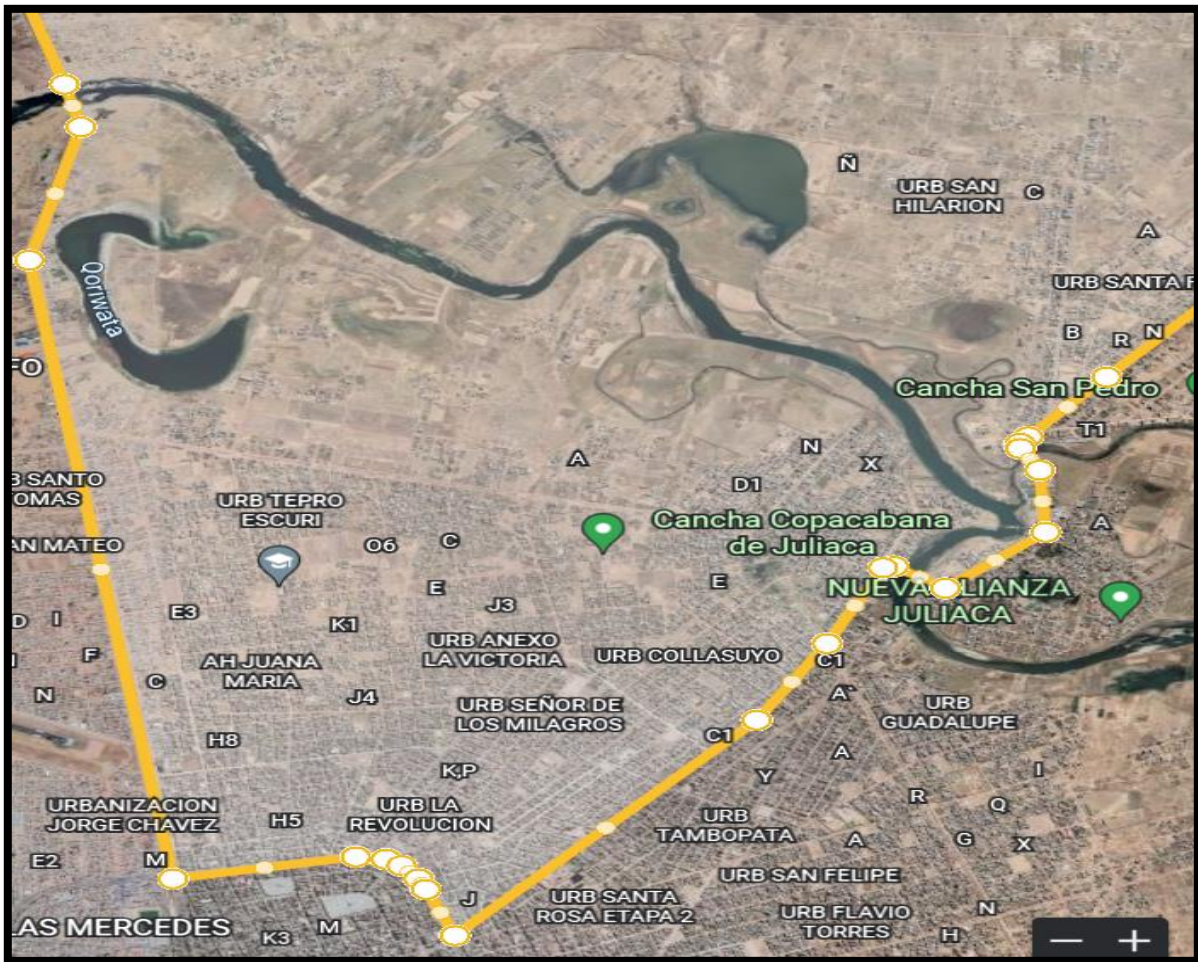 Ñ
URB SAN
HILARION
C
A
URB SANTA F
Qoriwata
B
R
N
FO
Cancha San Pedro
T1
A
N
X
B SANTO
OMAS
URB TEPRO
ESCURI
D1
Cancha Copacabana
de Juliaca
A
AN MATEO
O6
C
E
E
NUEVA ALIANZA
JULIACA
J3
E3
K1
D
I
URB ANEXO
LA VICTORIA
URB COLLASUYO
C1
F
AH JUANA
MARIA
C
N
J4
A`
URB
GUADALUPE
URB SEÑOR DE
LOS MILAGROS
C1
H8
A
K,P
Y
I
URBANIZACION
JORGE CHAVEZ
H5
URB LA
REVOLUCION
R
Q
URB
TAMBOPATA
A
G
X
E2
M
URB SAN FELIPE
J
URB SANTA
ROSA ETAPA 2
URB FLAVIO
TORRES
N
LAS MERCEDES
K3
M
H
− +